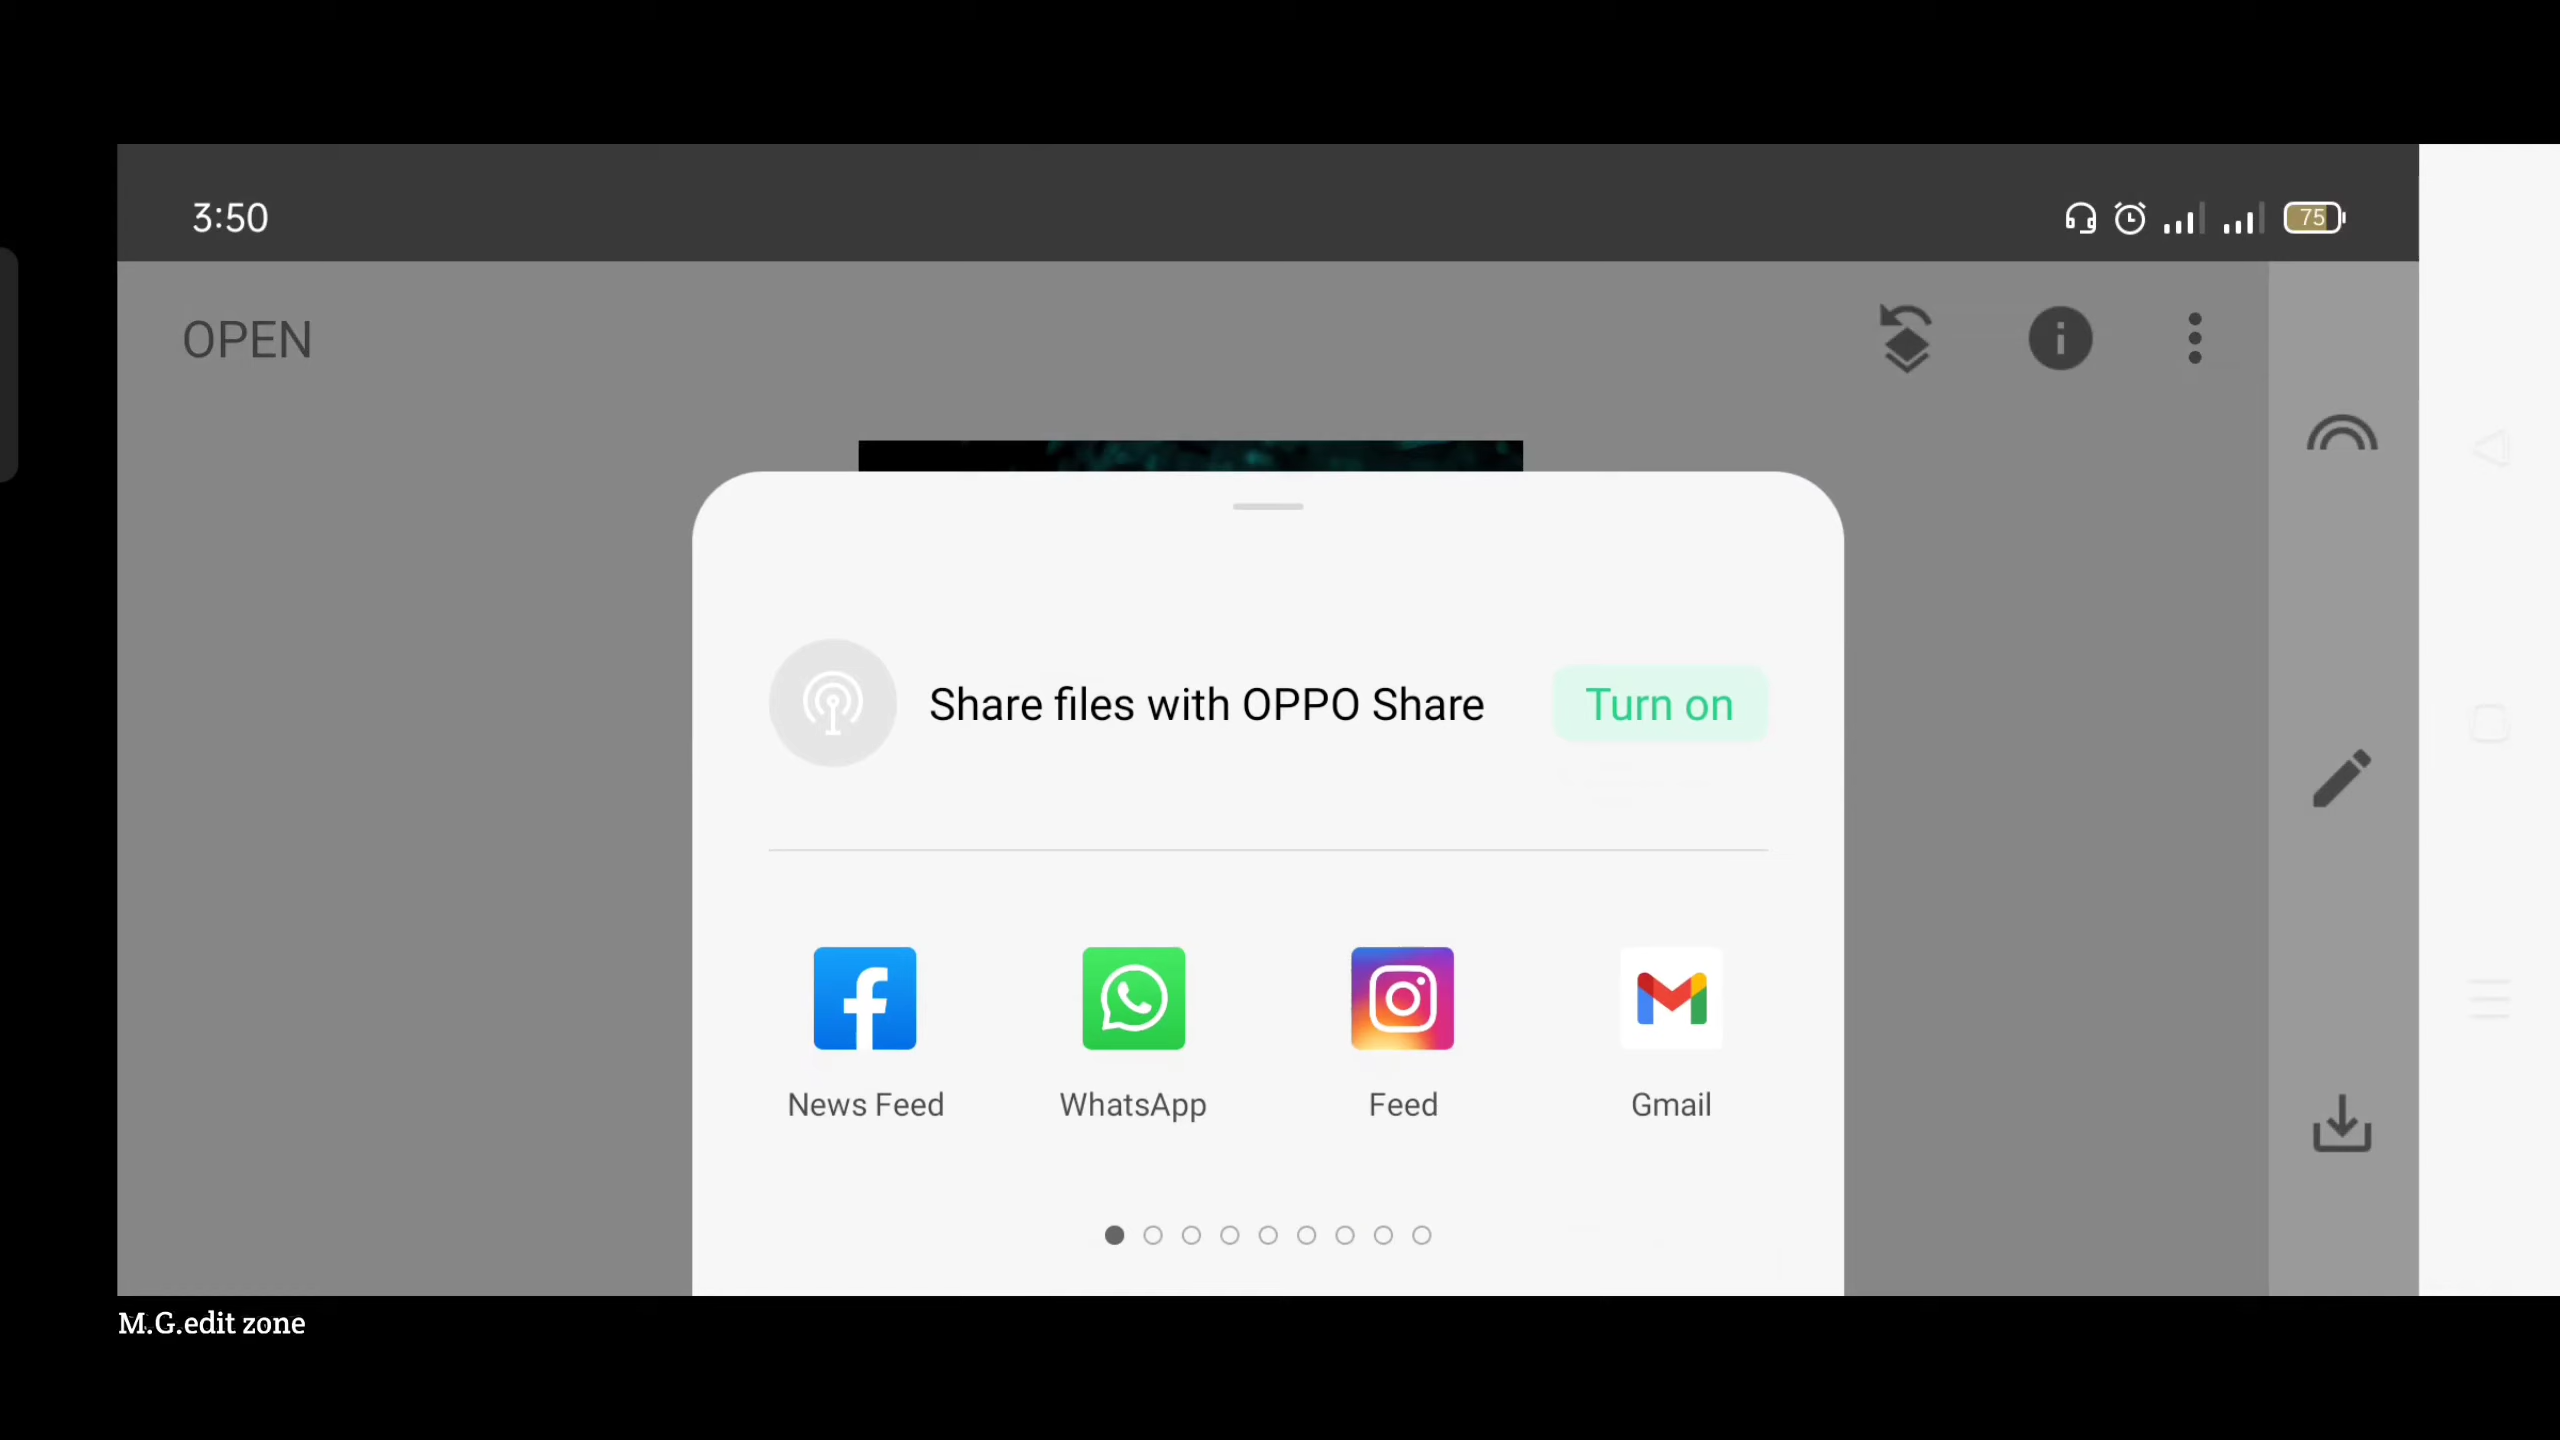 3:50
75
OPEN
Share files with OPPO Share
Turn on
News Feed
WhatsApp
Feed
Gmail
M.G.edit zone